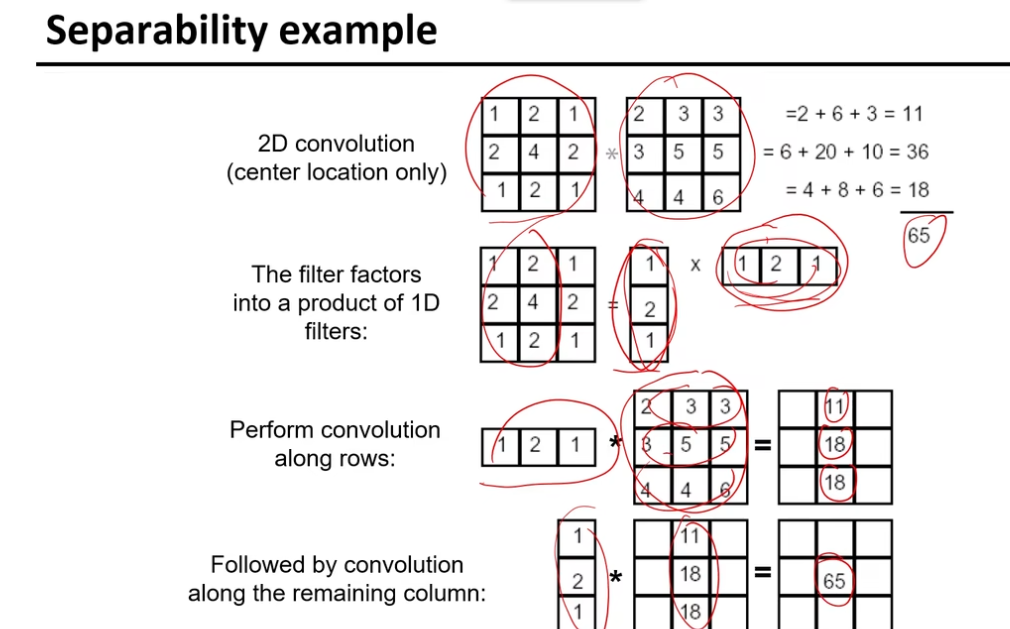 Separability example
2D convolution
(center location only)
1 2 1 2 3 3 =2 + 6 + 3 = 11
2 4 2 * 3 5 5 = 6 + 20 + 10 = 36
1 2 1 4 4 6 = 4 + 8 + 6 = 18
65
The filter factors
into a product of 1D
filters:
1 2 1 1 x 1 2 1
2 4 2 = 2
1 2 1 1
Perform convolution
along rows:
2 3 3 11
1 2 1 * 3 5 5 = 18
4 4 6 18
Followed by convolution
along the remaining column:
1 11
2 * 18 = 65
1 18